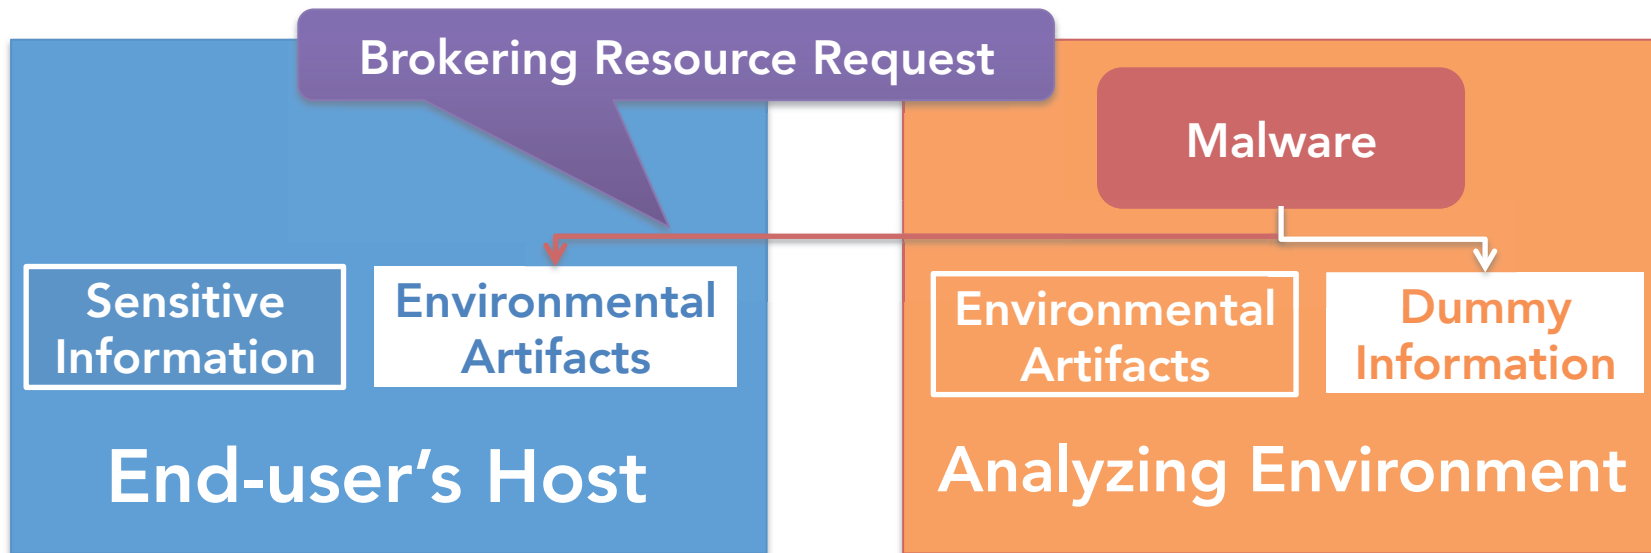 Brokering Resource Request
Malware
Sensitive
Information
Environmental
Artifacts
End-user’s Host
Environmental
Artifacts
Dummy
Information
Analyzing Environment